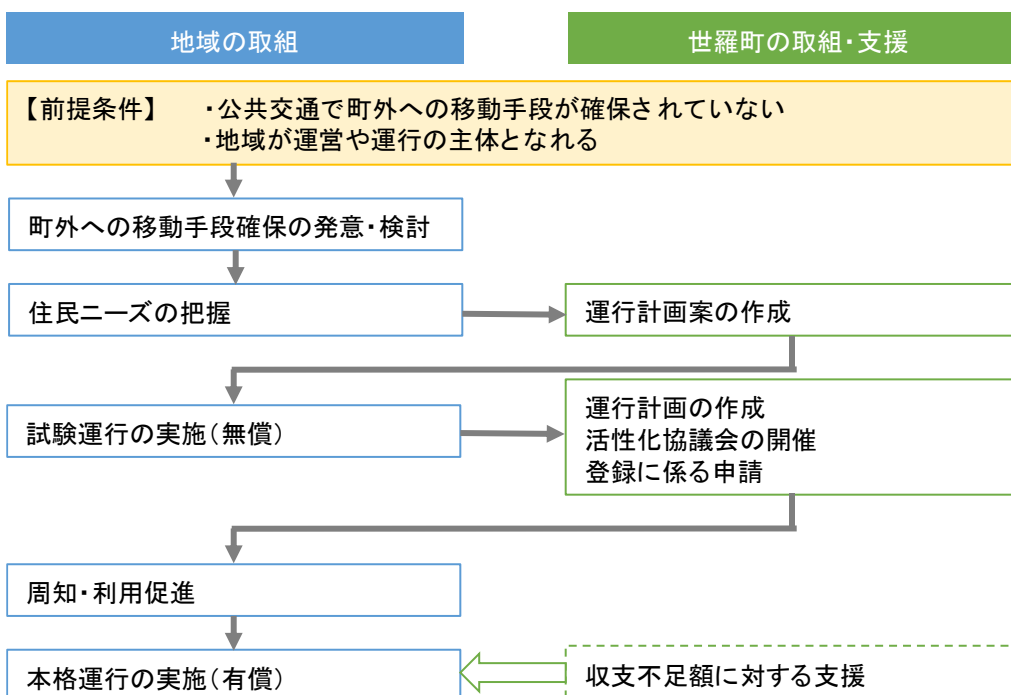 地域の取組
世羅町の取組・支援
【前提条件】 ・公共交通で町外への移動手段が確保されていない
・地域が運営や運行の主体となれる
町外への移動手段確保の発意・検討
住民ニーズの把握
運行計画案の作成
試験運行の実施(無償)
運行計画の作成
活性化協議会の開催
登録に係る申請
周知・利用促進
本格運行の実施(有償)
収支不足額に対する支援